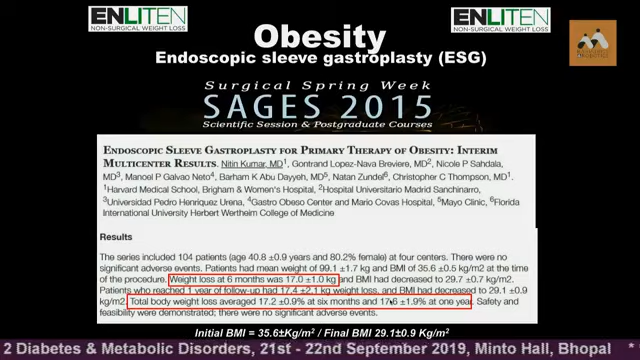 ENLITEN
NON-SURGICAL WEIGHT LOSS
ENLITEN
NON-SURGICAL WEIGHT LOSS
Obesity
Endoscopic sleeve gastroplasty (ESG)
Surgical Spring Week
SAGES 2015
Scientific Session & Postgraduate Courses
ENDOSCOPIC SLEEVE GASTROPLASTY FOR PRIMARY THERAPY OF OBESITY: INTERIM
MULTICENTER RESULTS. Nitin Kumar, MD¹, Gontrand Lopez-Nava Breviere, MD², Nicole P Sahdala,
MD³, Manoel P Galvao Neto⁴, Barham K Abu Dayyeh, MD⁵, Natan Zundel⁶, Christopher C Thompson, MD¹.
¹Harvard Medical School, Brigham & Women's Hospital, ²Hospital Universitario Madrid Sanchinarro,
³Universidad Pedro Henriquez Urena, ⁴Gastro Obeso Center and Mario Covas Hospital, ⁵Mayo Clinic, ⁶Florida
International University Herbert Wertheim College of Medicine
Results
The series included 104 patients (age 40.8 ±0.9 years and 80.2% female) at four centers. There were no
significant adverse events. Patients had mean weight of 99.1 ±1.7 kg and BMI of 35.6 ±0.5 kg/m2 at the time
of the procedure. Weight loss at 6 months was 17.0 ±1.0 kg and BMI had decreased to 29.7 ±0.7 kg/m2.
Patients who reached 1 year of follow-up had 17.4 ±2.1 kg weight loss, and BMI had decreased to 29.1 ±0.9
kg/m2. Total body weight loss averaged 17.2 ±0.9% at six months and 17.6 ±1.9% at one year. Safety and
feasibility were demonstrated; there were no significant adverse events.
Initial BMI = 35.6±Kg/m² / Final BMI 29.1±0.9 Kg/m²
2 Diabetes & Metabolic Disorders, 21st - 22nd September 2019, Minto Hall, Bhopal *